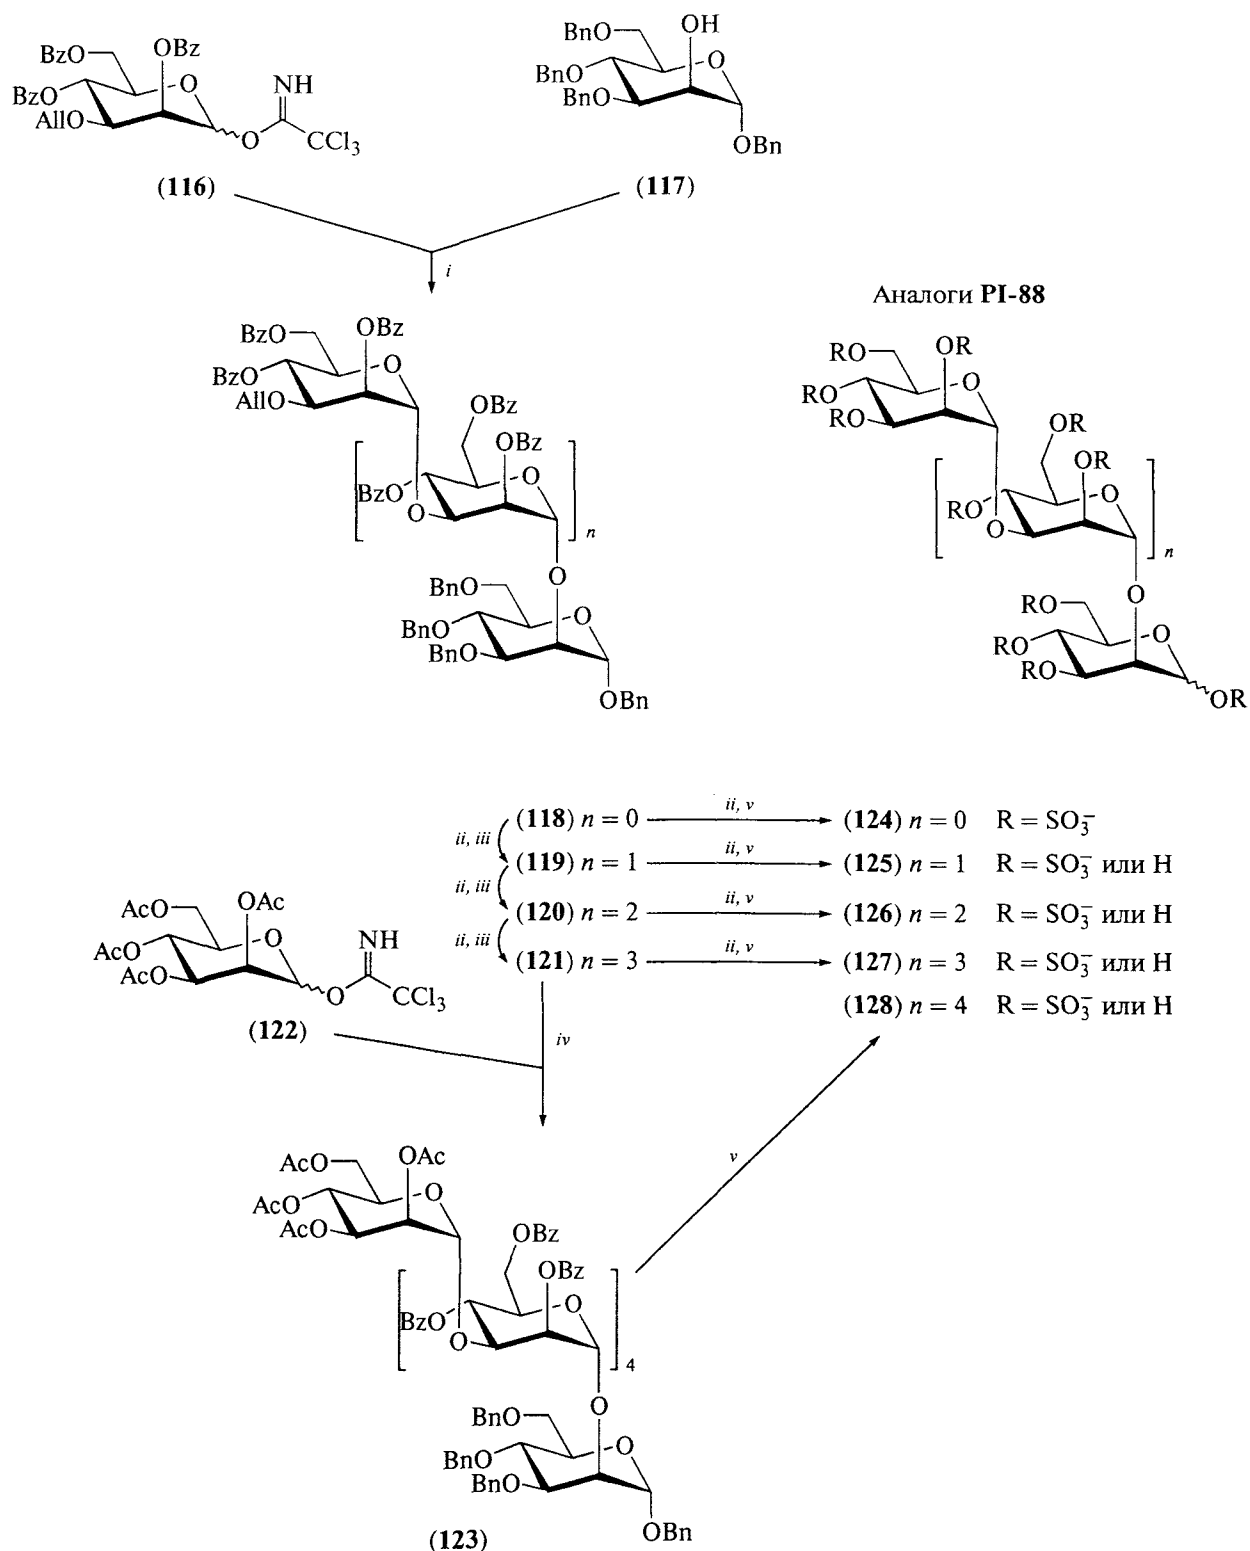 BzO OBz
BzO O NH
AllO O CCl3
(116)
BnO OH
BnO O
BnO
OBn
(117)
i
Аналоги PI-88
BzO OBz
BzO O
AllO
OBz
OBz
BzO O
O
n
O
BnO
BnO O
BnO
OBn
RO OR
RO O
RO
OR
OR
RO O
O
n
O
RO
RO O
RO
OR
(118) n = 0 ii, v (124) n = 0 R = SO3−
ii, iii
(119) n = 1 ii, v (125) n = 1 R = SO3− или H
ii, iii
(120) n = 2 ii, v (126) n = 2 R = SO3− или H
ii, iii
(121) n = 3 ii, v (127) n = 3 R = SO3− или H
(128) n = 4 R = SO3− или H
AcO OAc
AcO O NH
AcO O CCl3
(122)
iv
v
AcO OAc
AcO O
AcO
OBz
OBz
BzO O
O
4
O
BnO
BnO O
BnO
OBn
(123)